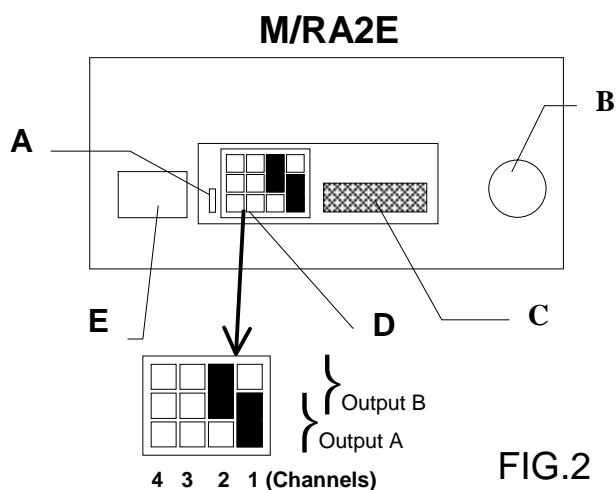 M/RA2E
B
A
E
D
C
Output B
Output A
4 3 2 1 (Channels)
FIG.2